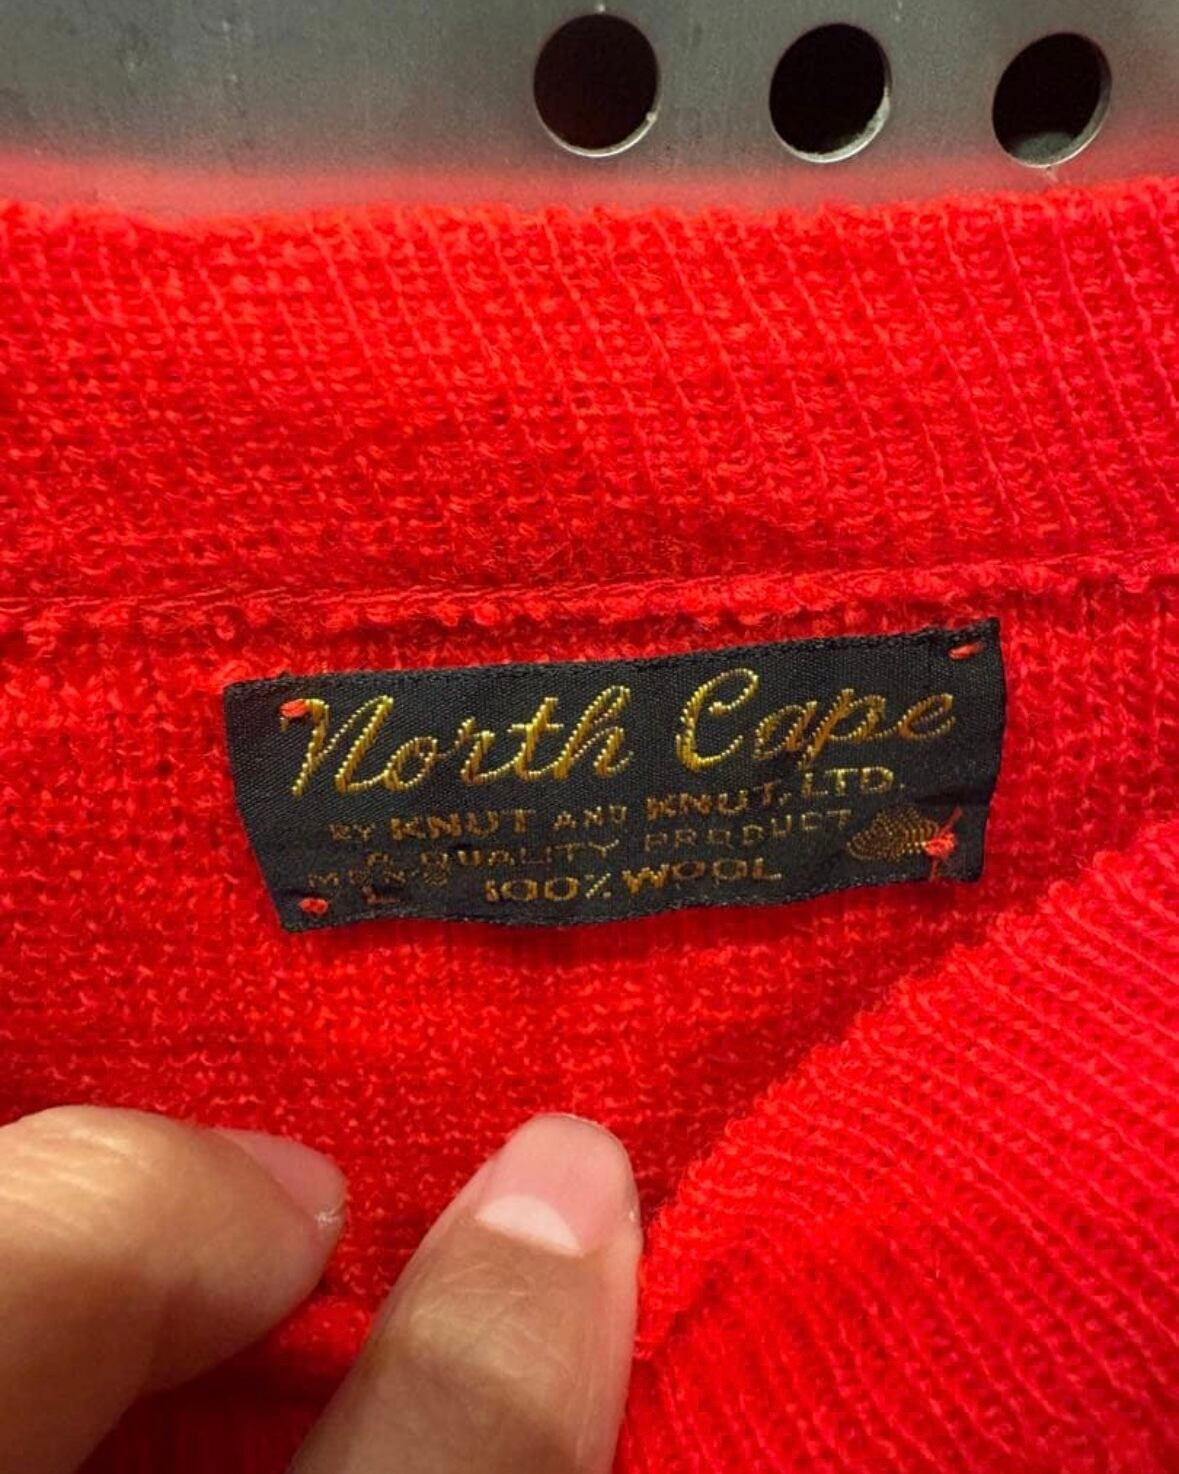 North Cape
BY KNUT AND KNUT, LTD.
A QUALITY PRODUCT
MEN'S L 100% WOOL